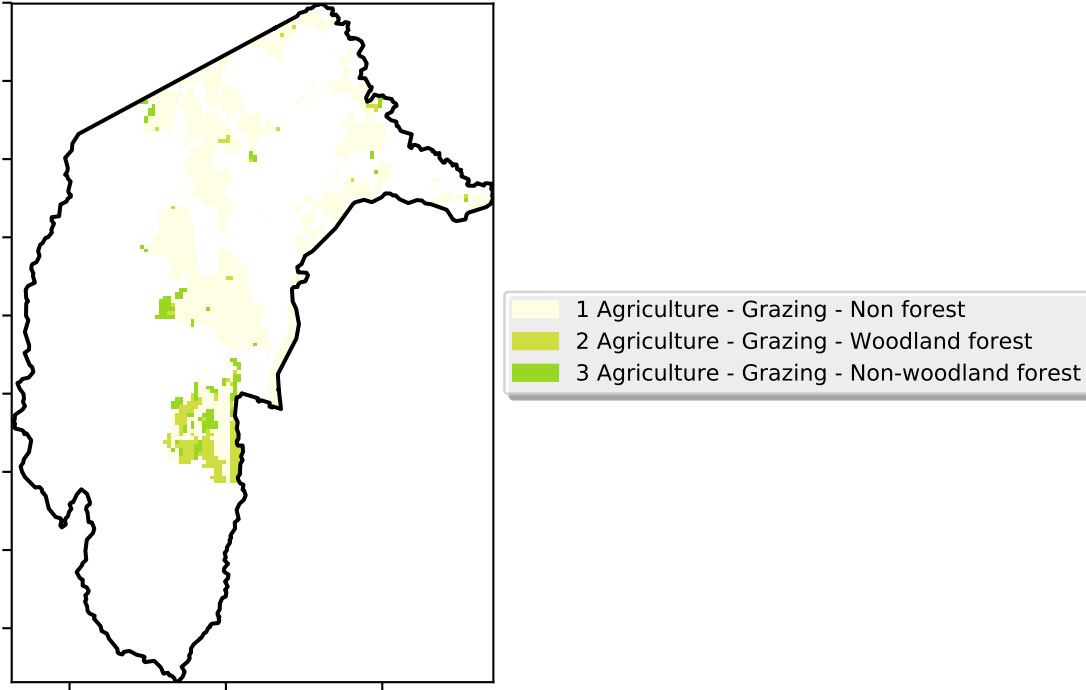 1 Agriculture - Grazing - Non forest
2 Agriculture - Grazing - Woodland forest
3 Agriculture - Grazing - Non-woodland forest